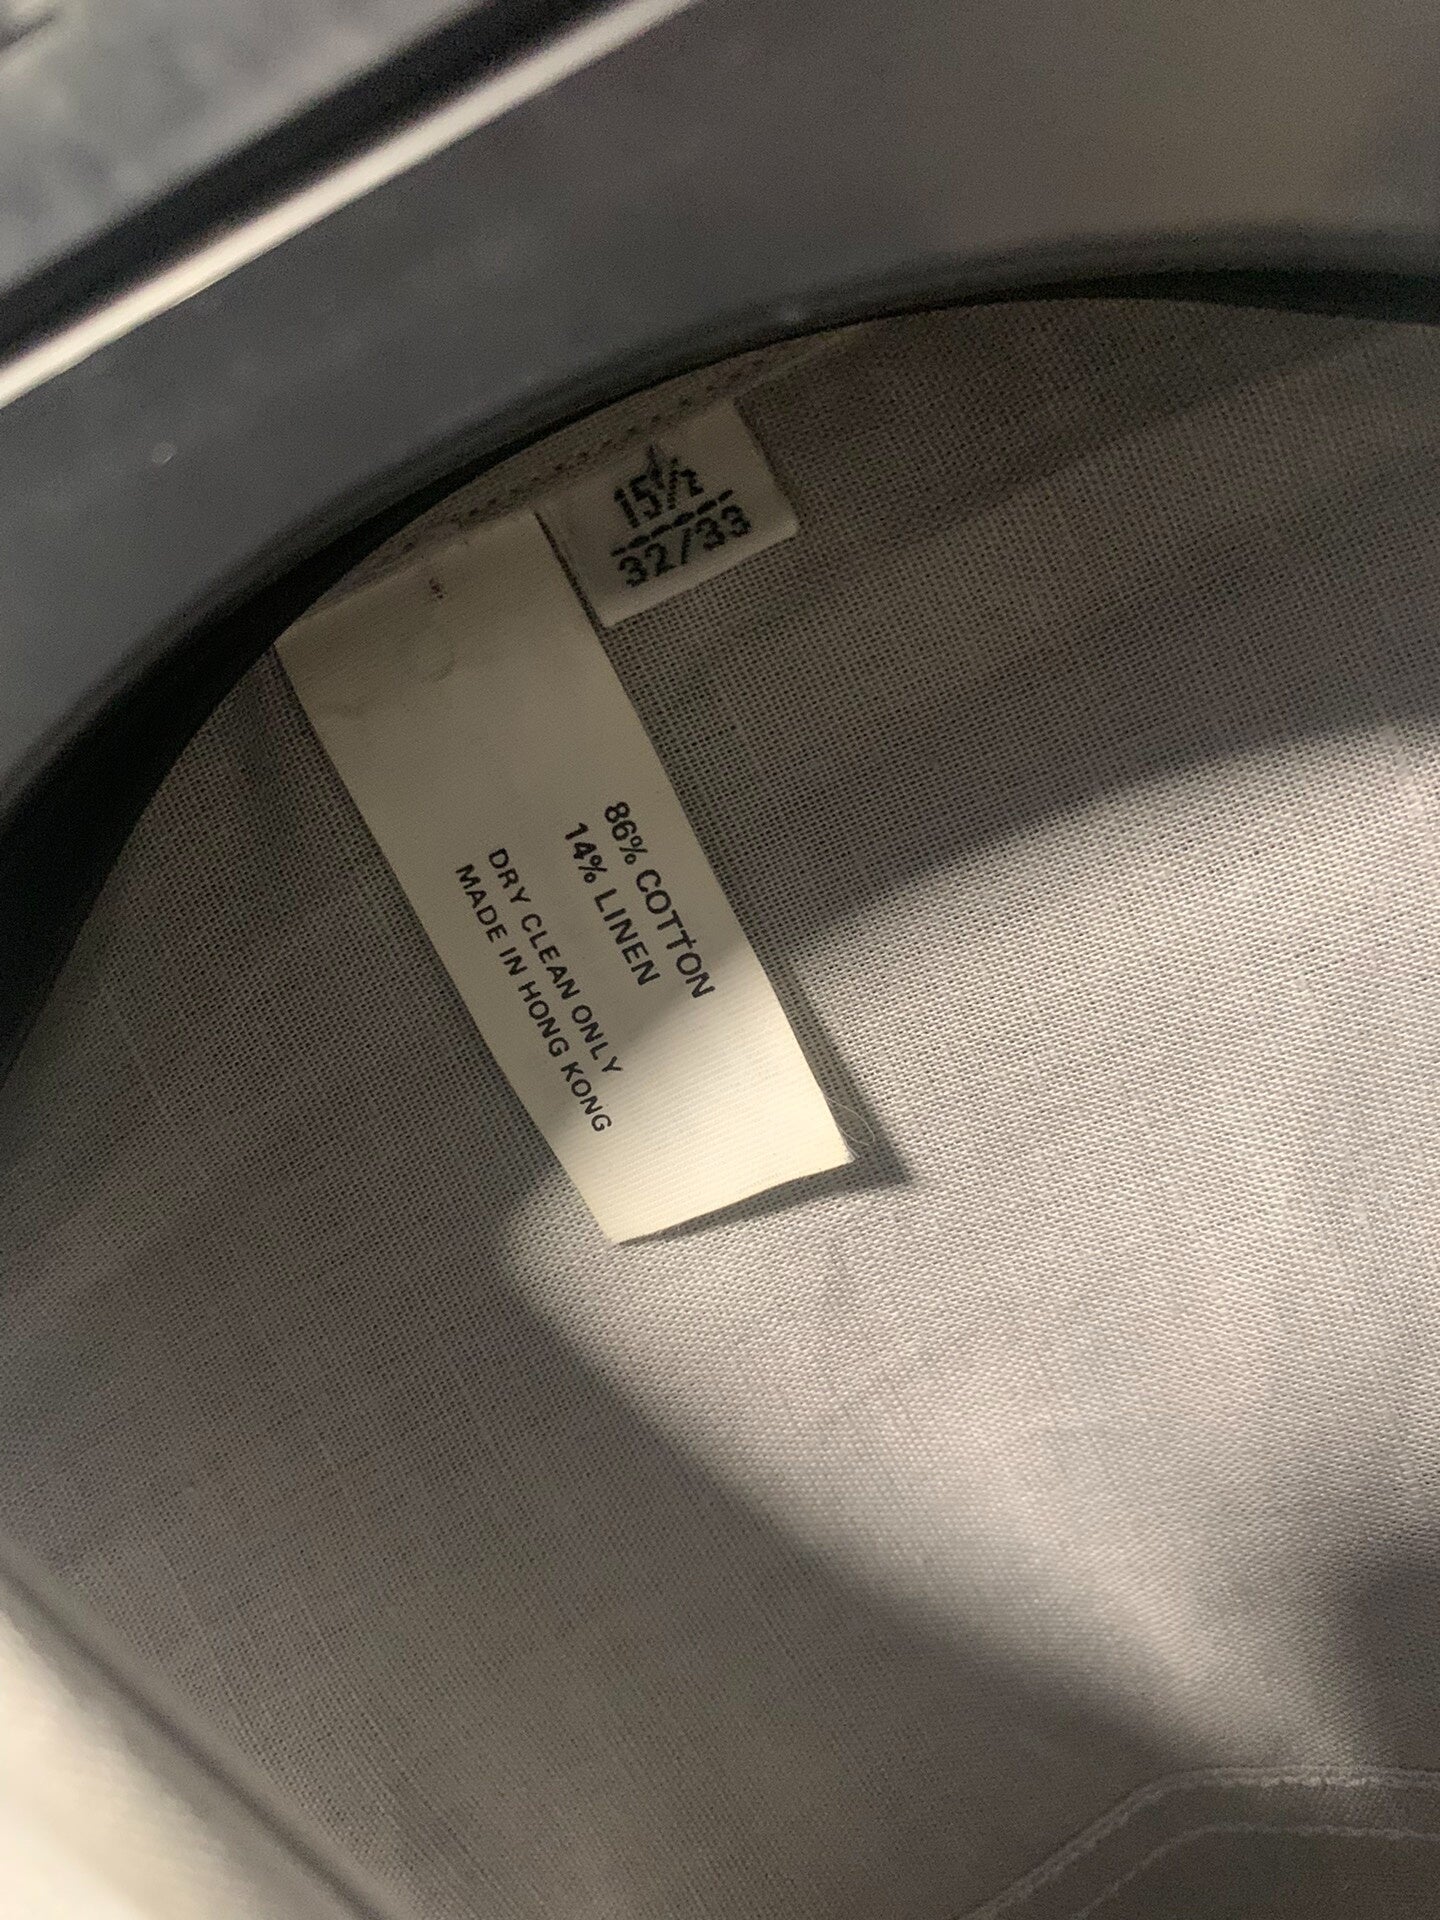 15½
32/33
86% COTTON
14% LINEN
DRY CLEAN ONLY
MADE IN HONG KONG